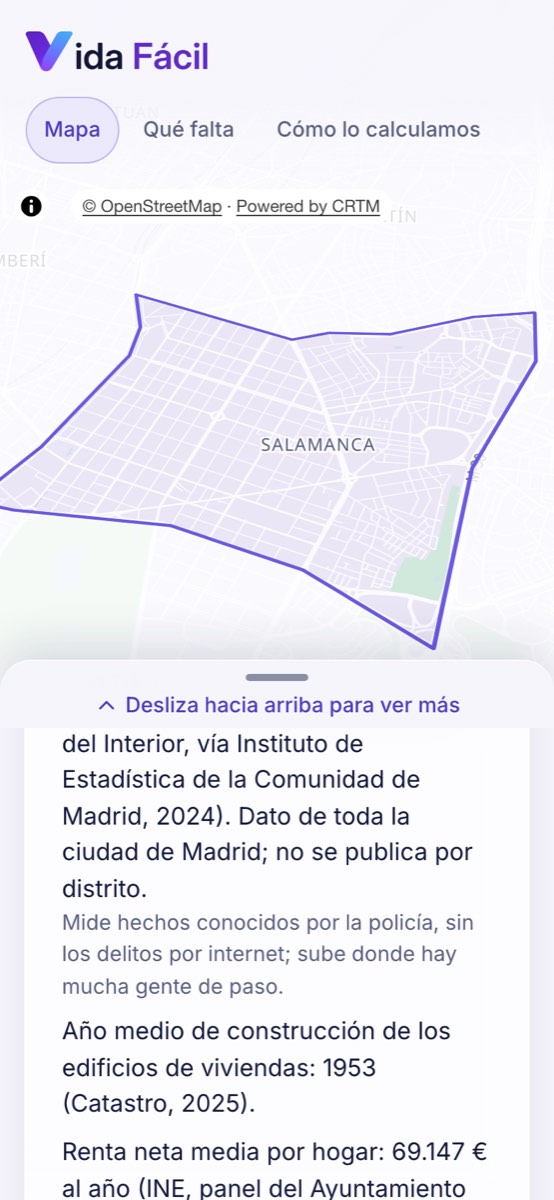 Vida Fácil
TUÁN
Mapa
Qué falta
Cómo lo calculamos
© OpenStreetMap · Powered by CRTM
TÍN
MBERÍ
SALAMANCA
Desliza hacia arriba para ver más
del Interior, vía Instituto de
Estadística de la Comunidad de
Madrid, 2024). Dato de toda la
ciudad de Madrid; no se publica por
distrito.
Mide hechos conocidos por la policía, sin
los delitos por internet; sube donde hay
mucha gente de paso.
Año medio de construcción de los
edificios de viviendas: 1953
(Catastro, 2025).
Renta neta media por hogar: 69.147 €
al año (INE, panel del Ayuntamiento